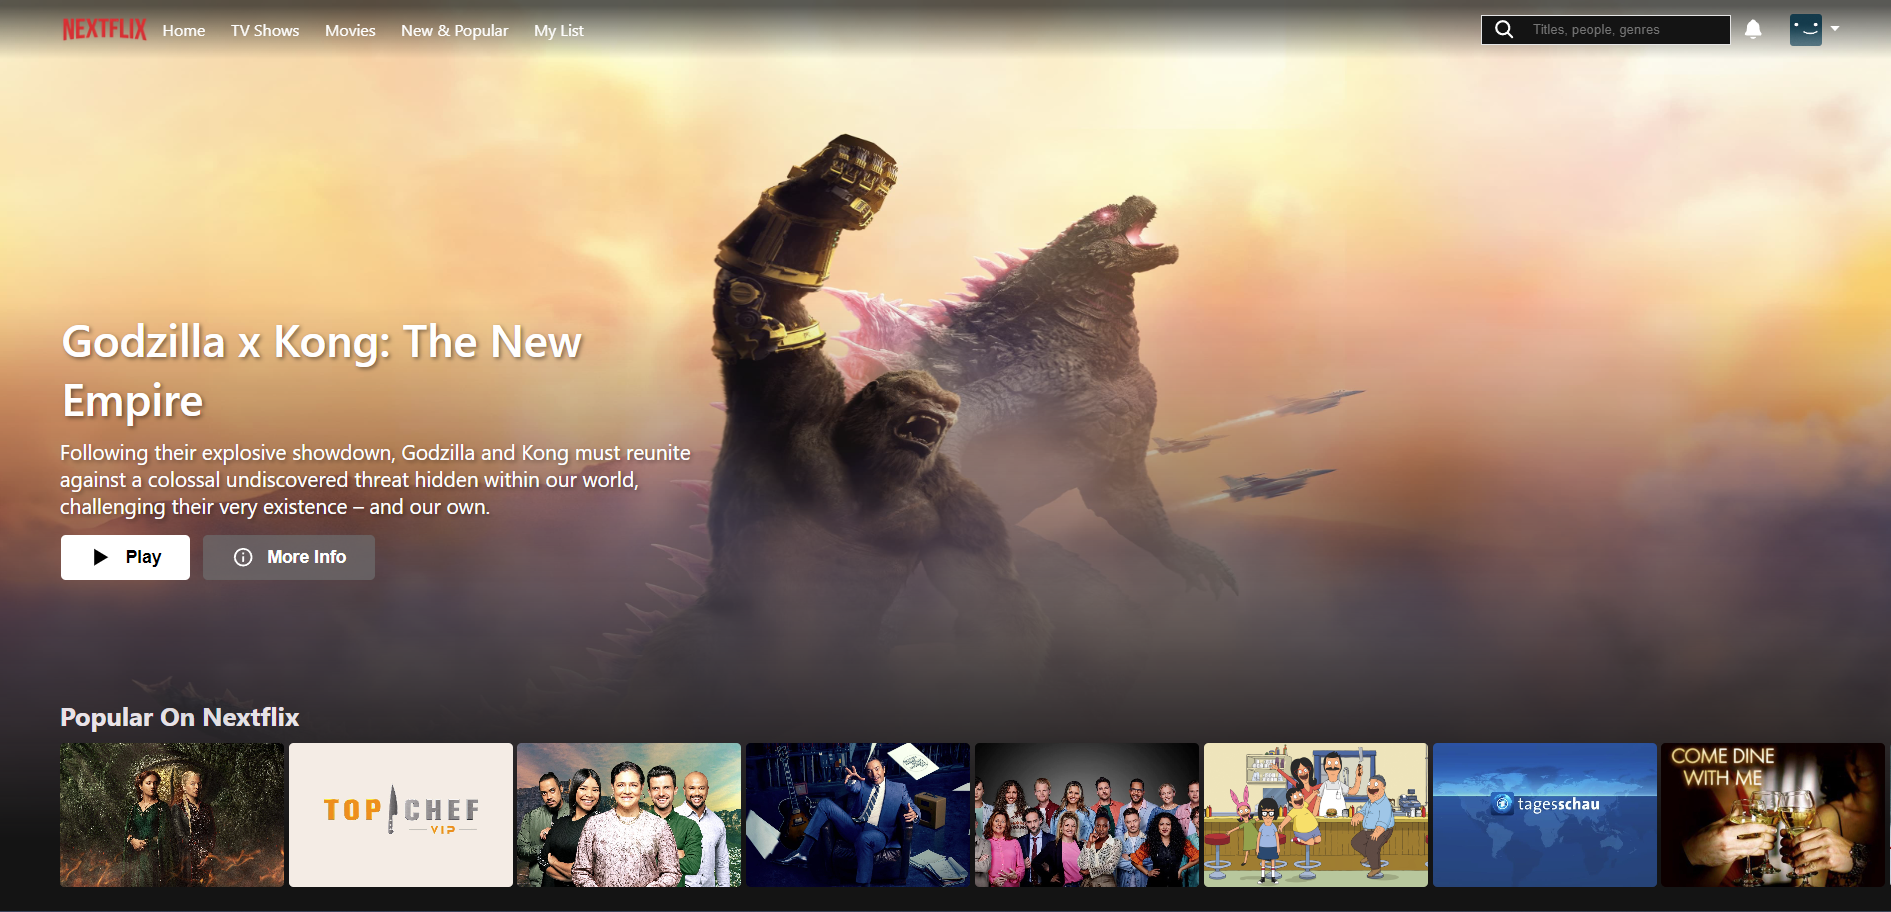 NEXTFLIX
Home
TV Shows
Movies
New & Popular
My List
Titles, people, genres
Godzilla x Kong: The New
Empire
Following their explosive showdown, Godzilla and Kong must reunite
against a colossal undiscovered threat hidden within our world,
challenging their very existence – and our own.
Play
More Info
Popular On Nextflix
TOP CHEF
VIP
tagesschau
COME DINE
WITH ME